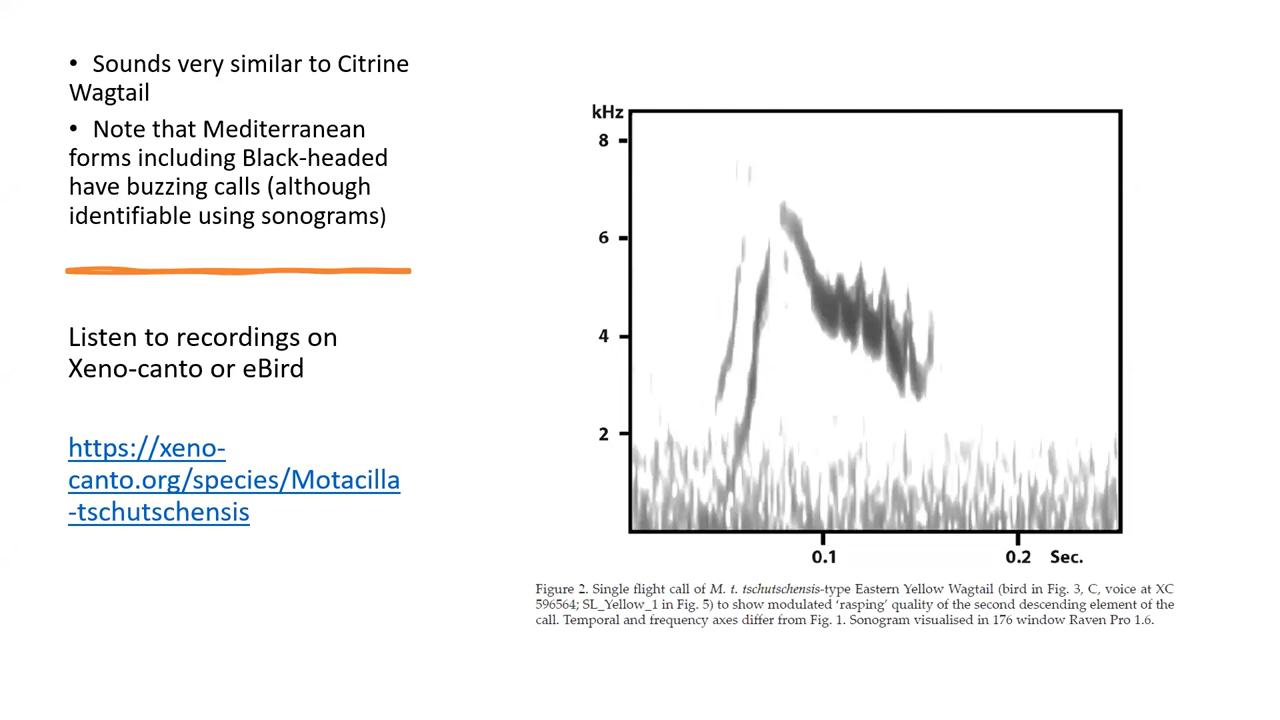 • Sounds very similar to Citrine
Wagtail
• Note that Mediterranean
forms including Black-headed
have buzzing calls (although
identifiable using sonograms)
Listen to recordings on
Xeno-canto or eBird
https://xeno-
canto.org/species/Motacilla
-tschutschensis
kHz
8
6
4
2
0.1 0.2 Sec.
Figure 2. Single flight call of M. t. tschutschensis-type Eastern Yellow Wagtail (bird in Fig. 3, C, voice at XC
596564; SL_Yellow_1 in Fig. 5) to show modulated ‘rasping’ quality of the second descending element of the
call. Temporal and frequency axes differ from Fig. 1. Sonogram visualised in 176 window Raven Pro 1.6.